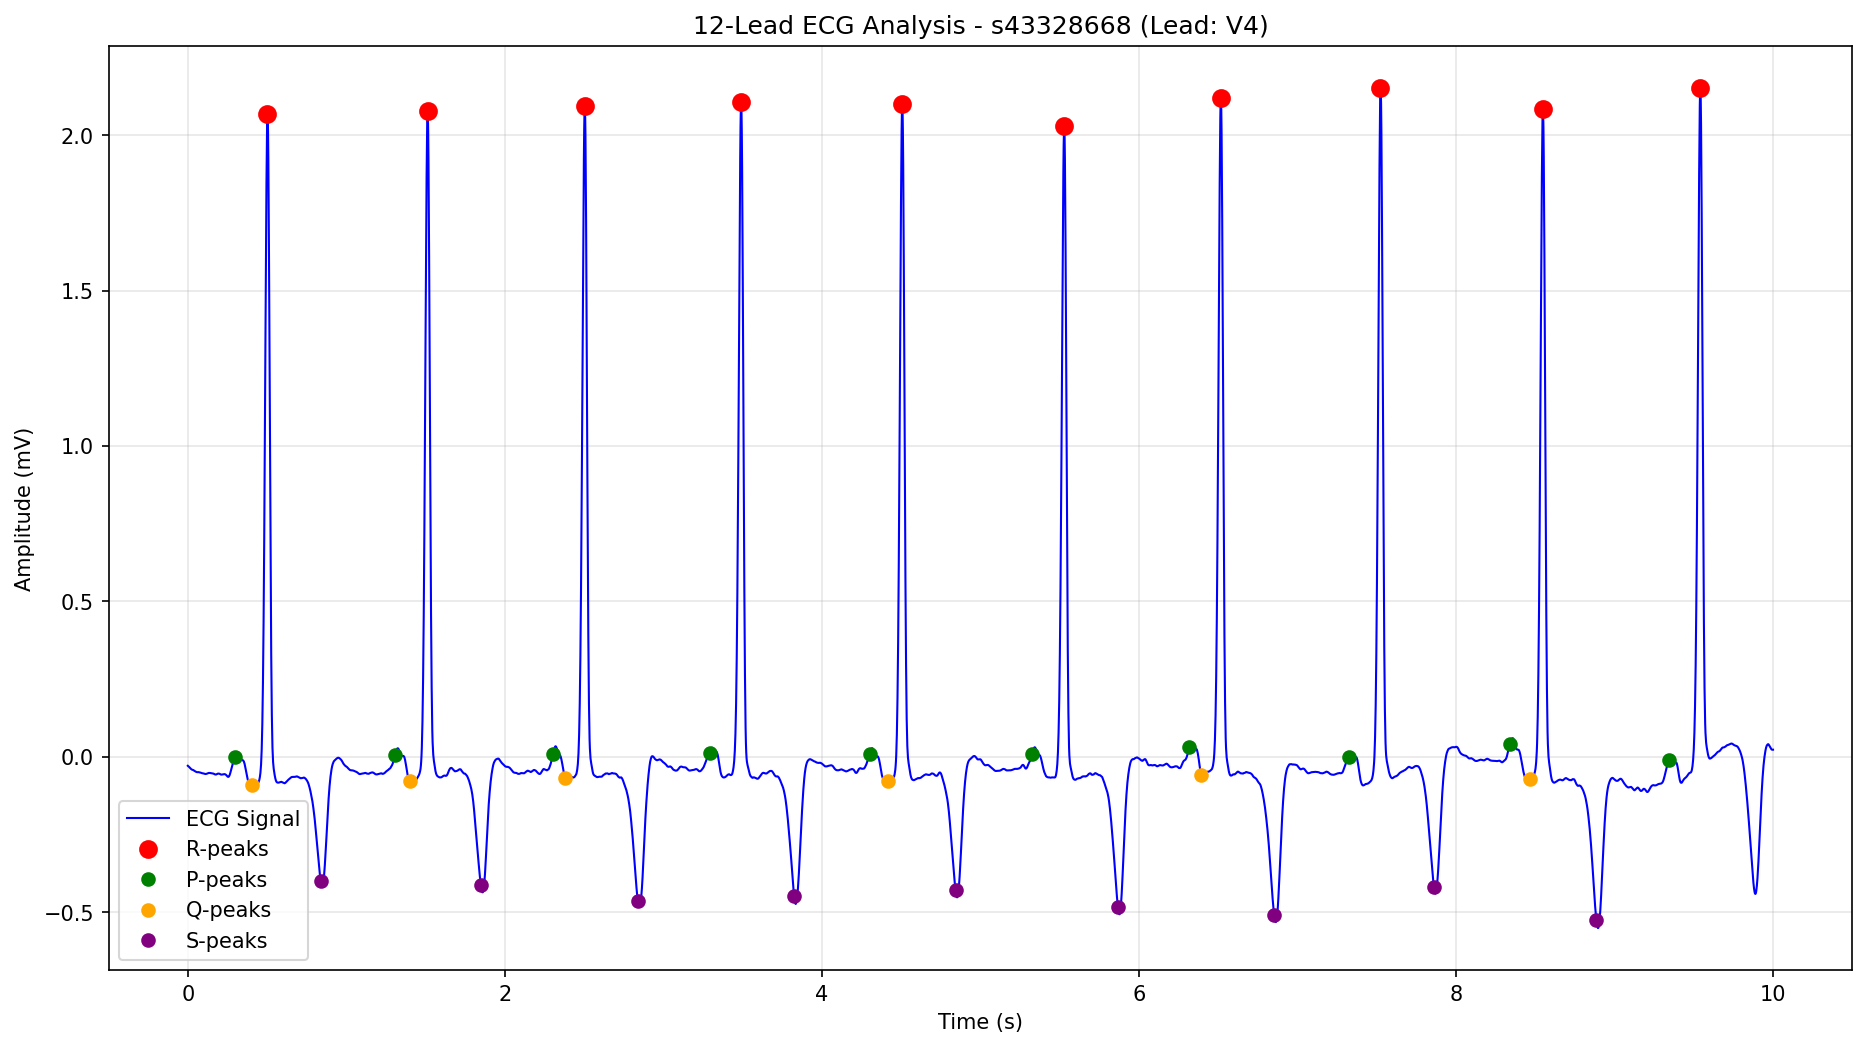 12-Lead ECG Analysis - s43328668 (Lead: V4)
Amplitude (mV)
2.0
1.5
1.0
0.5
0.0
−0.5
ECG Signal
R-peaks
P-peaks
Q-peaks
S-peaks
0 2 4 6 8 10
Time (s)